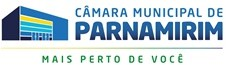 CÂMARA MUNICIPAL DE
PARNAMIRIM
MAIS PERTO DE VOCÊ